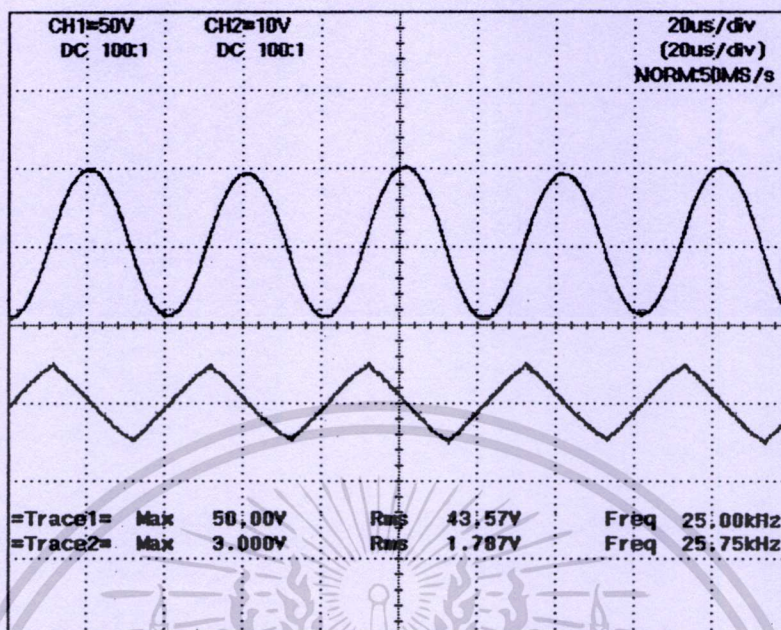 CH1=50V CH2=10V 20us/div
DC 100:1 DC 100:1 (20us/div)
NORM:50MS/s
=Trace1= Max 50.00V Rms 43.57V Freq 25.00kHz
=Trace2= Max 3.000V Rms 1.787V Freq 25.75kHz